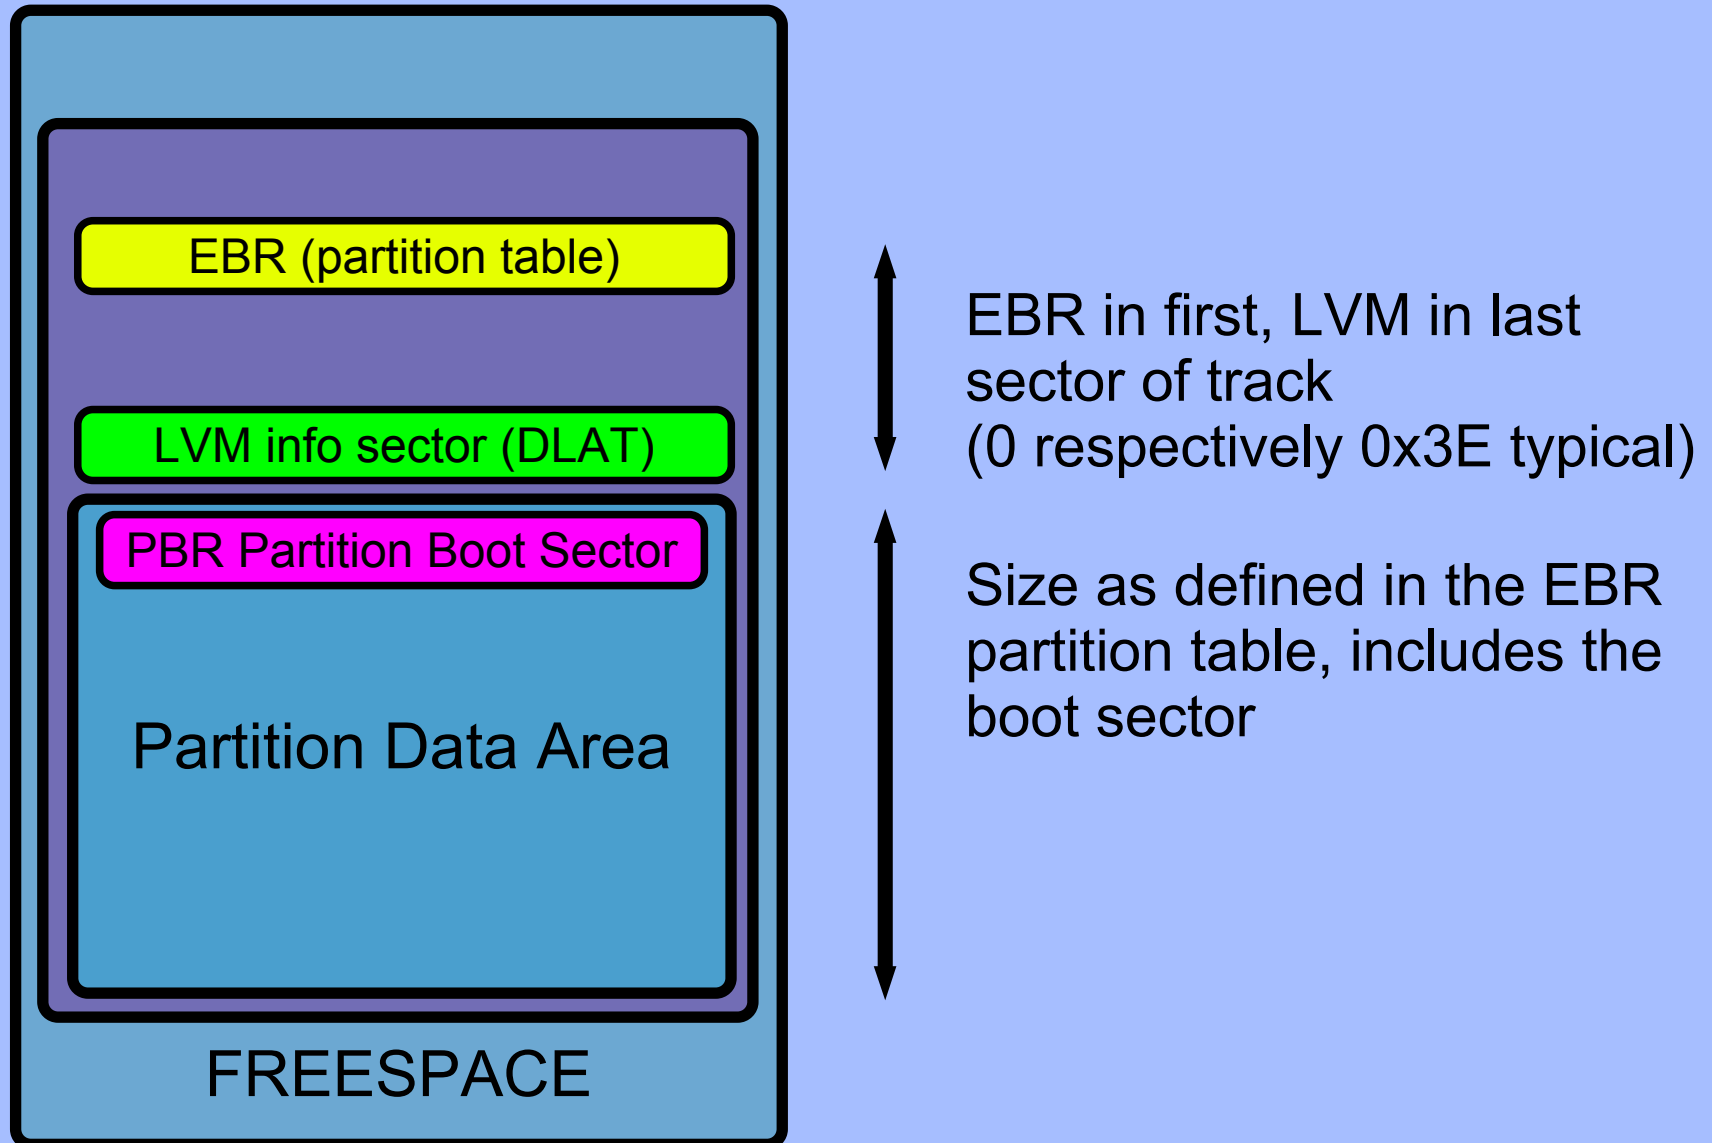 EBR (partition table)
LVM info sector (DLAT)
PBR Partition Boot Sector
Partition Data Area
FREESPACE
EBR in first, LVM in last
sector of track
(0 respectively 0x3E typical)
Size as defined in the EBR
partition table, includes the
boot sector